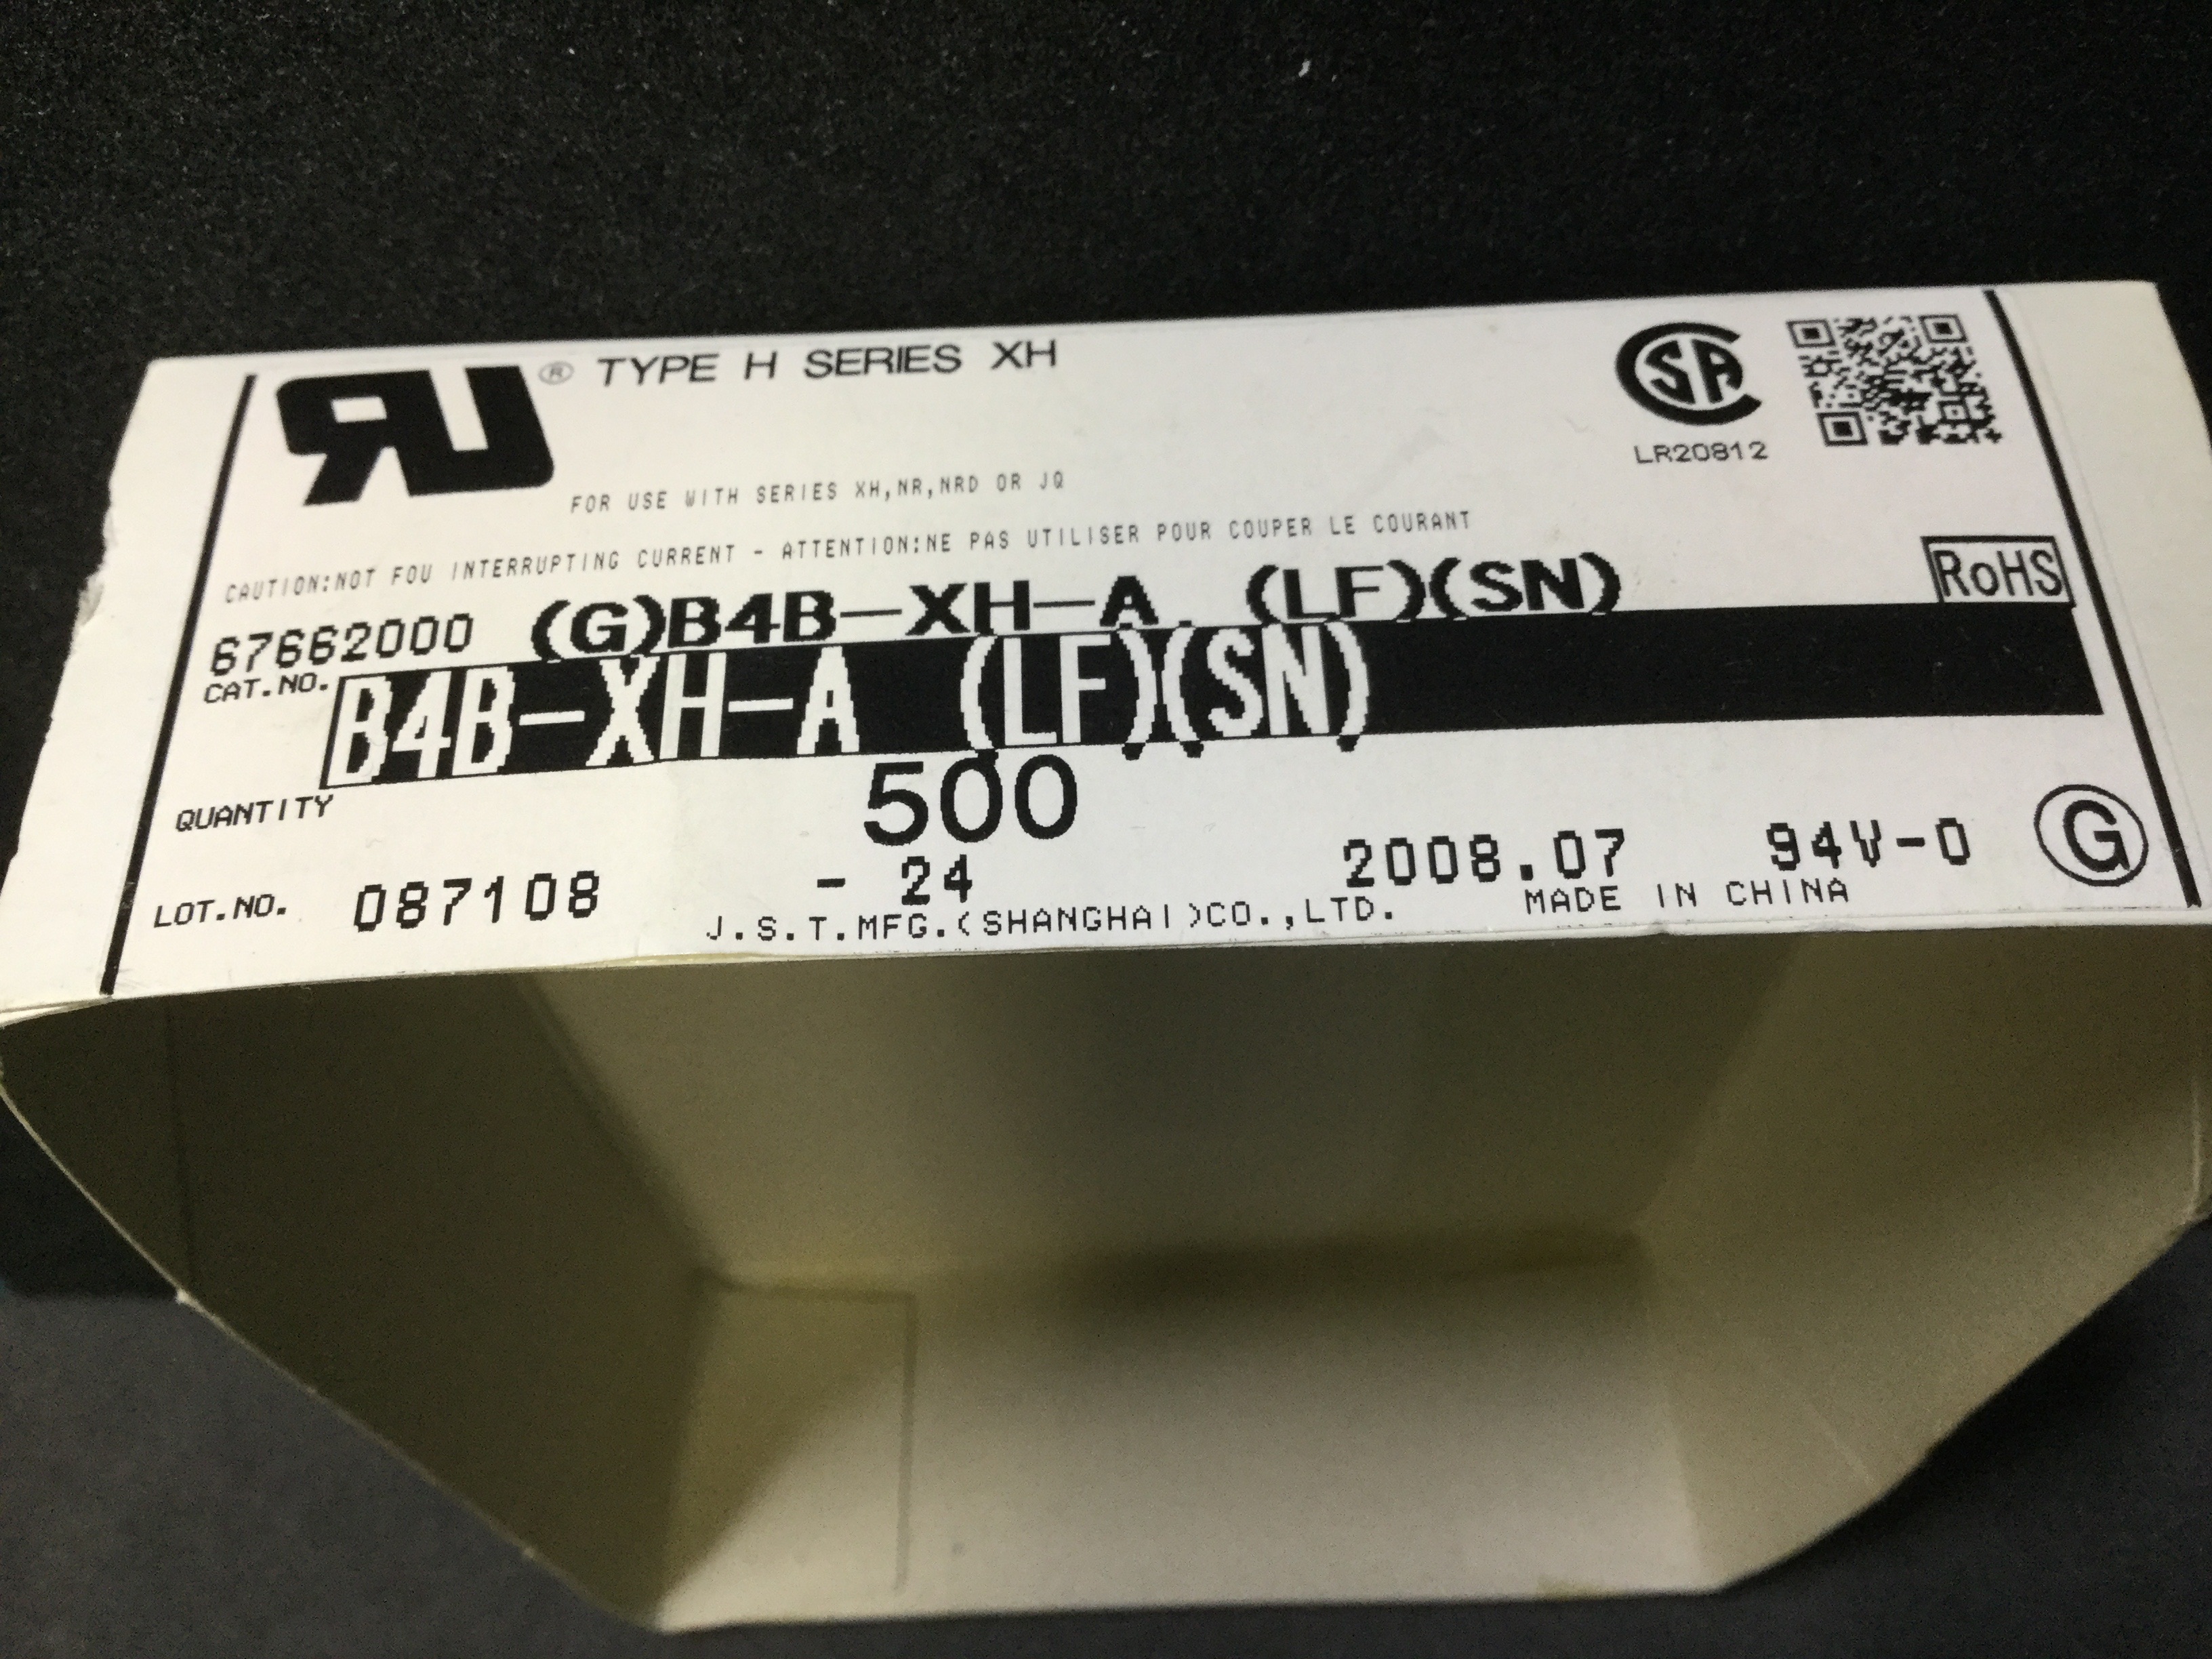 RU ® TYPE H SERIES XH
CSA
LR20812
FOR USE WITH SERIES XH,NR,NRD OR JQ
CAUTION:NOT FOU INTERRUPTING CURRENT - ATTENTION:NE PAS UTILISER POUR COUPER LE COURANT
RoHS
67662000 (G)B4B-XH-A (LF)(SN)
CAT.NO. B4B-XH-A (LF)(SN)
QUANTITY 500
LOT.NO. 087108 - 24 2008.07 94V-0 G
J.S.T.MFG.(SHANGHAI)CO.,LTD. MADE IN CHINA